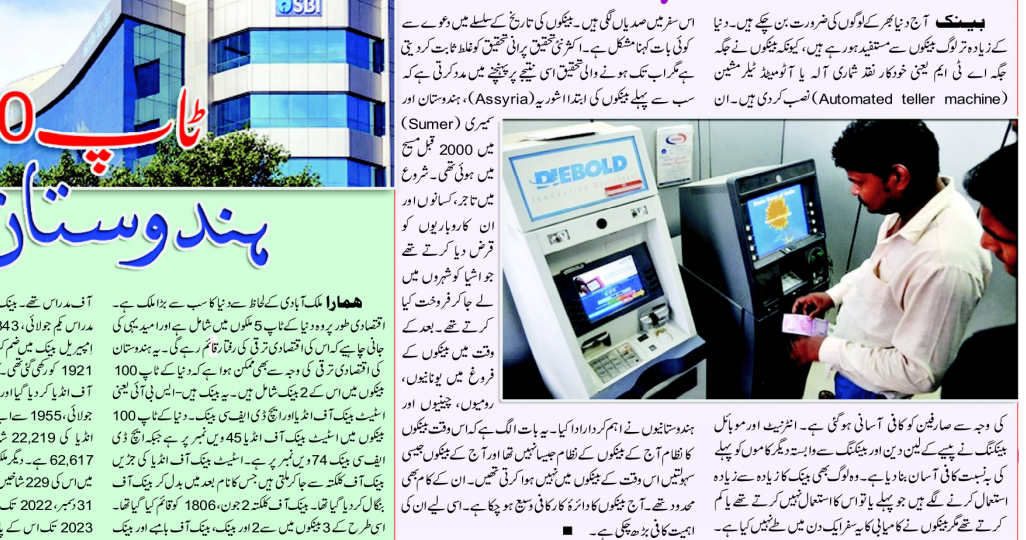 بینک آج دنیا بھر کے لوگوں کی ضرورت بن چکے ہیں۔ دنیا
کے زیادہ تر لوگ بینکوں سے مستفید ہو رہے ہیں، کیونکہ بینکوں نے جگہ
جگہ اے ٹی ایم یعنی خودکار نقد شماری آلہ یا آٹومیٹڈ ٹیلر مشین
(Automated teller machine) نصب کر دی ہیں۔ ان
کی وجہ سے صارفین کو کافی آسانی ہو گئی ہے۔ انٹرنیٹ اور موبائل
بینکنگ نے پیسے کے لین دین اور بینکنگ سے وابستہ دیگر کاموں کو پہلے
کی بہ نسبت کافی آسان بنا دیا ہے۔ وہ لوگ بھی بینک کا زیادہ سے زیادہ
استعمال کرنے لگے ہیں جو پہلے یا تو اس کا استعمال نہیں کرتے تھے یا کم
کرتے تھے مگر بینکوں نے کامیابی کا یہ سفر ایک دن میں طے نہیں کیا ہے۔
اس سفر میں صدیاں لگی ہیں۔ بینکوں کی تاریخ کے سلسلے میں دعوے سے
کوئی بات کہنا مشکل ہے۔ اکثر نئی تحقیق پرانی تحقیق کو غلط ثابت کر دیتی
ہے مگر اب تک ہونے والی تحقیق اسی نتیجے پر پہنچنے میں مدد کرتی ہے کہ
سب سے پہلے بینکوں کی ابتدا اشوریہ (Assyria)، ہندوستان اور
سمیری (Sumer)
میں 2000 قبل مسیح
میں ہوئی تھی۔ شروع
میں تاجر، کسانوں اور
ان کاروباریوں کو
قرض دیا کرتے تھے
جو اشیا کو شہروں میں
لے جا کر فروخت کیا
کرتے تھے۔ بعد کے
وقت میں بینکوں کے
فروغ میں یونانیوں،
رومیوں، چینیوں اور
ہندوستانیوں نے اہم کردار ادا کیا۔ یہ بات الگ ہے کہ اس وقت بینکوں
کا نظام آج کے بینکوں کے نظام جیسا نہیں تھا اور آج کے بینکوں جیسی
سہولتیں اس وقت کے بینکوں میں نہیں ہوا کرتی تھیں۔ ان کے کام بھی
محدود تھے۔ آج بینکوں کا دائرۂ کار کافی وسیع ہو چکا ہے۔ اسی لیے ان کی
اہمیت کافی بڑھ چکی ہے۔
DIEBOLD
SBI
ٹاپ 0
ہندوستان
ہمارا ملک آبادی کے لحاظ سے دنیا کا سب سے بڑا ملک ہے۔
اقتصادی طور پر وہ دنیا کے ٹاپ 5 ملکوں میں شامل ہے اور امید یہی کی
جانی چاہیے کہ اس کی اقتصادی ترقی کی رفتار قائم رہے گی۔ یہ ہندوستان
کی اقتصادی ترقی کی وجہ سے بھی ممکن ہوا ہے کہ دنیا کے ٹاپ 100
بینکوں میں اس کے 2 بینک شامل ہیں۔ یہ بینک ہیں-ایس بی آئی یعنی
اسٹیٹ بینک آف انڈیا اور ایچ ڈی ایف سی بینک۔ دنیا کے ٹاپ 100
بینکوں میں اسٹیٹ بینک آف انڈیا 45 ویں نمبر پر ہے جبکہ ایچ ڈی
ایف سی بینک 74 ویں نمبر پر ہے۔ اسٹیٹ بینک آف انڈیا کی جڑیں
بینک آف کلکتہ سے جا کر ملتی ہیں جس کا نام بعد میں بدل کر بینک آف
بنگال کر دیا گیا تھا۔ بینک آف کلکتہ 2 جون، 1806 کو قائم کیا گیا تھا۔
اسی طرح کے 3 بینکوں میں سے 2 اور بینک، بینک آف بامبے اور بینک
آف مدراس تھے۔ بینک
مدراس یکم جولائی، 843
امپیریل بینک میں ضم
1921 کو رکھی گئی تھی۔
آف انڈیا کر دیا گیا اور
جولائی، 1955 سے
انڈیا کی 22,219
62,617 ہے۔ دیگر
میں اس کی 229 شاخیں
31 دسمبر، 2022 تک
2023 تک اس کے